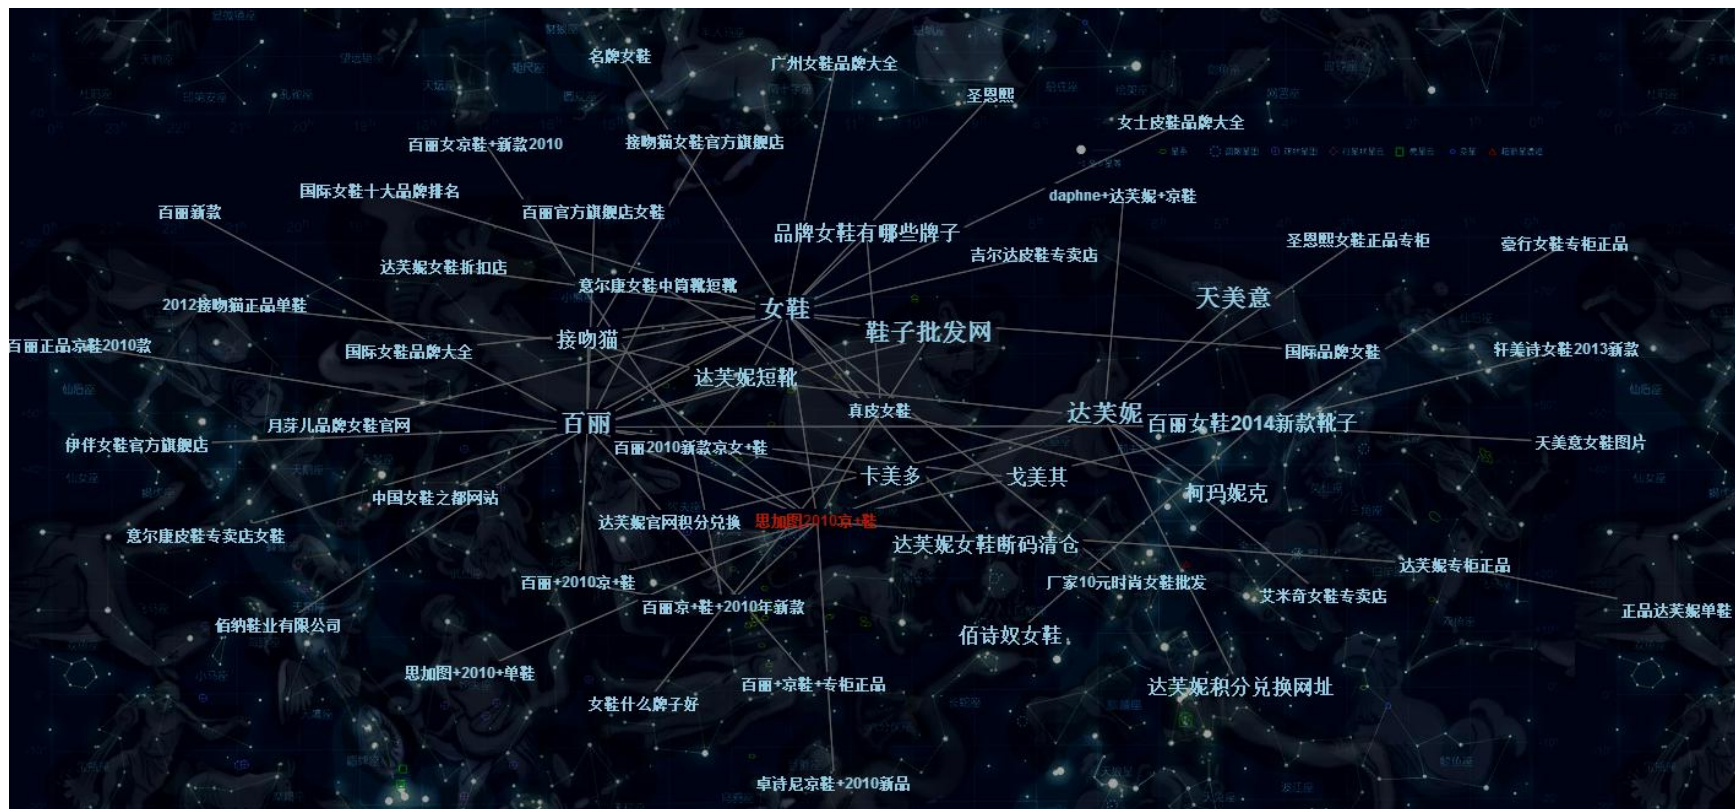 名牌女鞋
广州女鞋品牌大全
圣恩熙
女士皮鞋品牌大全
百丽女京鞋+新款2010
接吻猫女鞋官方旗舰店
国际女鞋十大品牌排名
daphne+达芙妮+京鞋
百丽新款
百丽官方旗舰店女鞋
品牌女鞋有哪些牌子
圣恩熙女鞋正品专柜
豪行女鞋专柜正品
吉尔达皮鞋专卖店
达芙妮女鞋折扣店
意尔康女鞋中筒靴短靴
天美意
2012接吻猫正品单鞋
女鞋
鞋子批发网
接吻猫
百丽正品京鞋2010款
国际女鞋品牌大全
国际品牌女鞋
轩美诗女鞋2013新款
达芙妮短靴
真皮女鞋
达芙妮
百丽
百丽女鞋2014新款靴子
月芽儿品牌女鞋官网
伊伴女鞋官方旗舰店
百丽2010新款京女+鞋
天美意女鞋图片
卡美多
戈美其
中国女鞋之都网站
柯玛妮克
达芙妮官网积分兑换
思加图2010京+鞋
意尔康皮鞋专卖店女鞋
达芙妮女鞋断码清仓
达芙妮专柜正品
百丽+2010京+鞋
厂家10元时尚女鞋批发
艾米奇女鞋专卖店
百丽京+鞋+2010年新款
正品达芙妮单鞋
佰纳鞋业有限公司
佰诗奴女鞋
思加图+2010+单鞋
百丽+京鞋+专柜正品
达芙妮积分兑换网址
女鞋什么牌子好
卓诗尼京鞋+2010新品